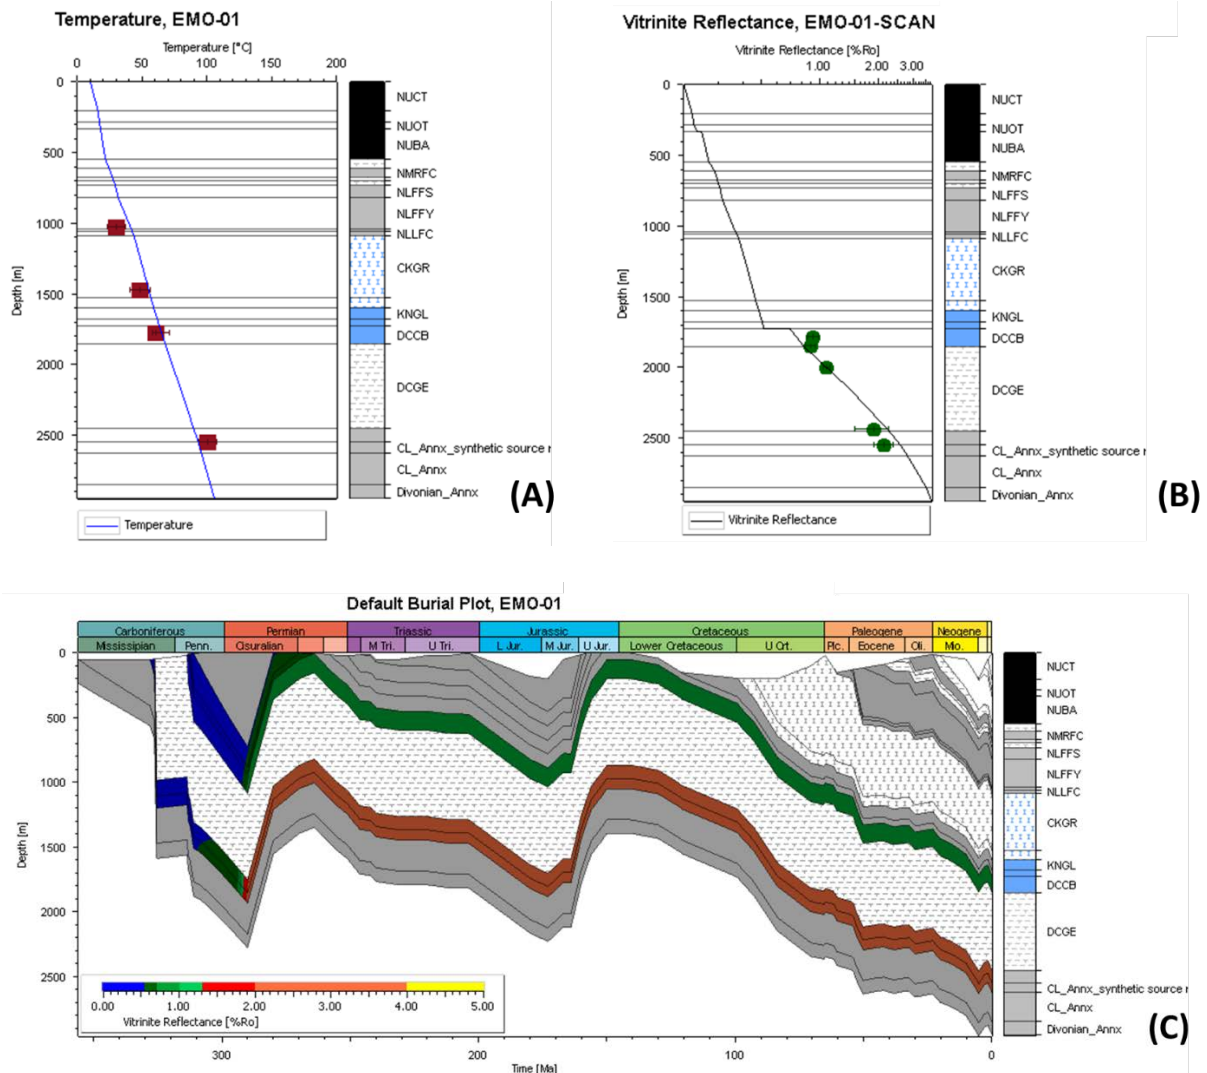 Temperature, EMO-01
Temperature [°C]
0 50 100 150 200
0
500
1000
1500
2000
2500
Depth [m]
NUCT
NUOT
NUBA
NMRFC
NLFFS
NLFFY
NLLFC
CKGR
KNGL
DCCB
DCGE
CL_Annx_synthetic source r
CL_Annx
Divonian_Annx
Temperature
(A)
Vitrinite Reflectance, EMO-01-SCAN
Vitrinite Reflectance [%Ro]
1.00 2.00 3.00
0
500
1000
1500
2000
2500
Depth [m]
NUCT
NUOT
NUBA
NMRFC
NLFFS
NLFFY
NLLFC
CKGR
KNGL
DCCB
DCGE
CL_Annx_synthetic source r
CL_Annx
Divonian_Annx
Vitrinite Reflectance
(B)
Default Burial Plot, EMO-01
Carboniferous Permian Triassic Jurassic Cretaceous Paleogene Neogene
Mississipian Penn. Cisuralian M Tri. U Tri. L Jur. M Jur. U Jur. Lower Cretaceous U Crt. Plc. Eocene Oli. Mio.
0
500
1000
1500
2000
2500
Depth [m]
NUCT
NUOT
NUBA
NMRFC
NLFFS
NLFFY
NLLFC
CKGR
KNGL
DCCB
DCGE
CL_Annx_synthetic source r
CL_Annx
Divonian_Annx
0.00 1.00 2.00 3.00 4.00 5.00
Vitrinite Reflectance [%Ro]
300 200 100 0
Time [Ma]
(C)